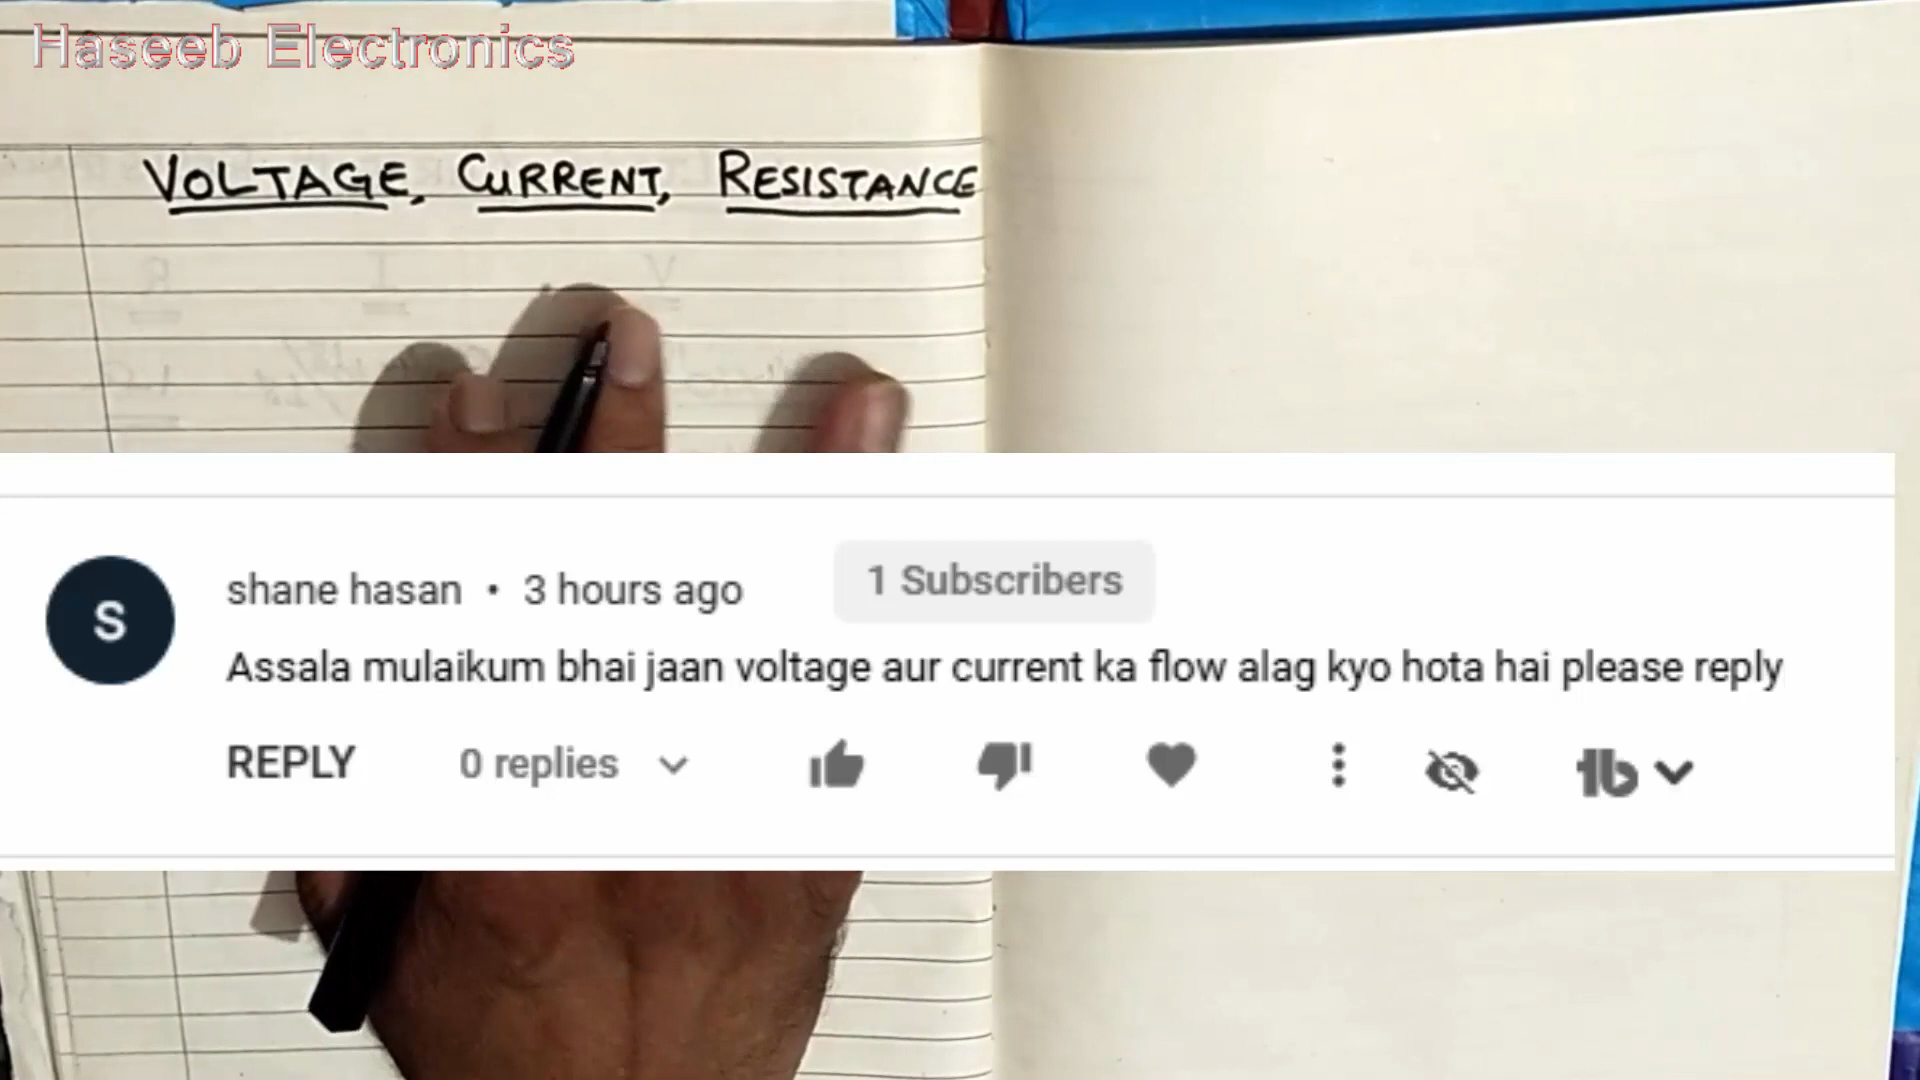 Haseeb Electronics
VOLTAGE, CURRENT, RESISTANCE
shane hasan • 3 hours ago
1 Subscribers
S
Assala mulaikum bhai jaan voltage aur current ka flow alag kyo hota hai please reply
REPLY
0 replies